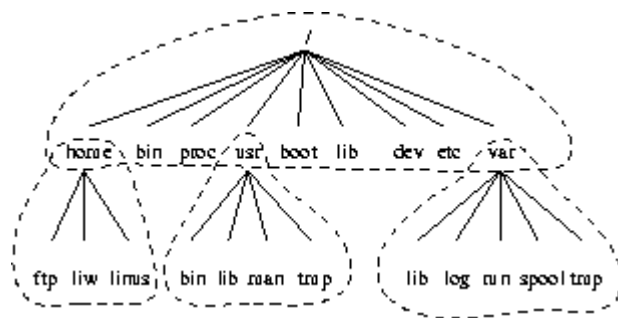 /
home bin proc usr boot lib dev etc var
ftp liw linus bin lib man tmp lib log run spool tmp